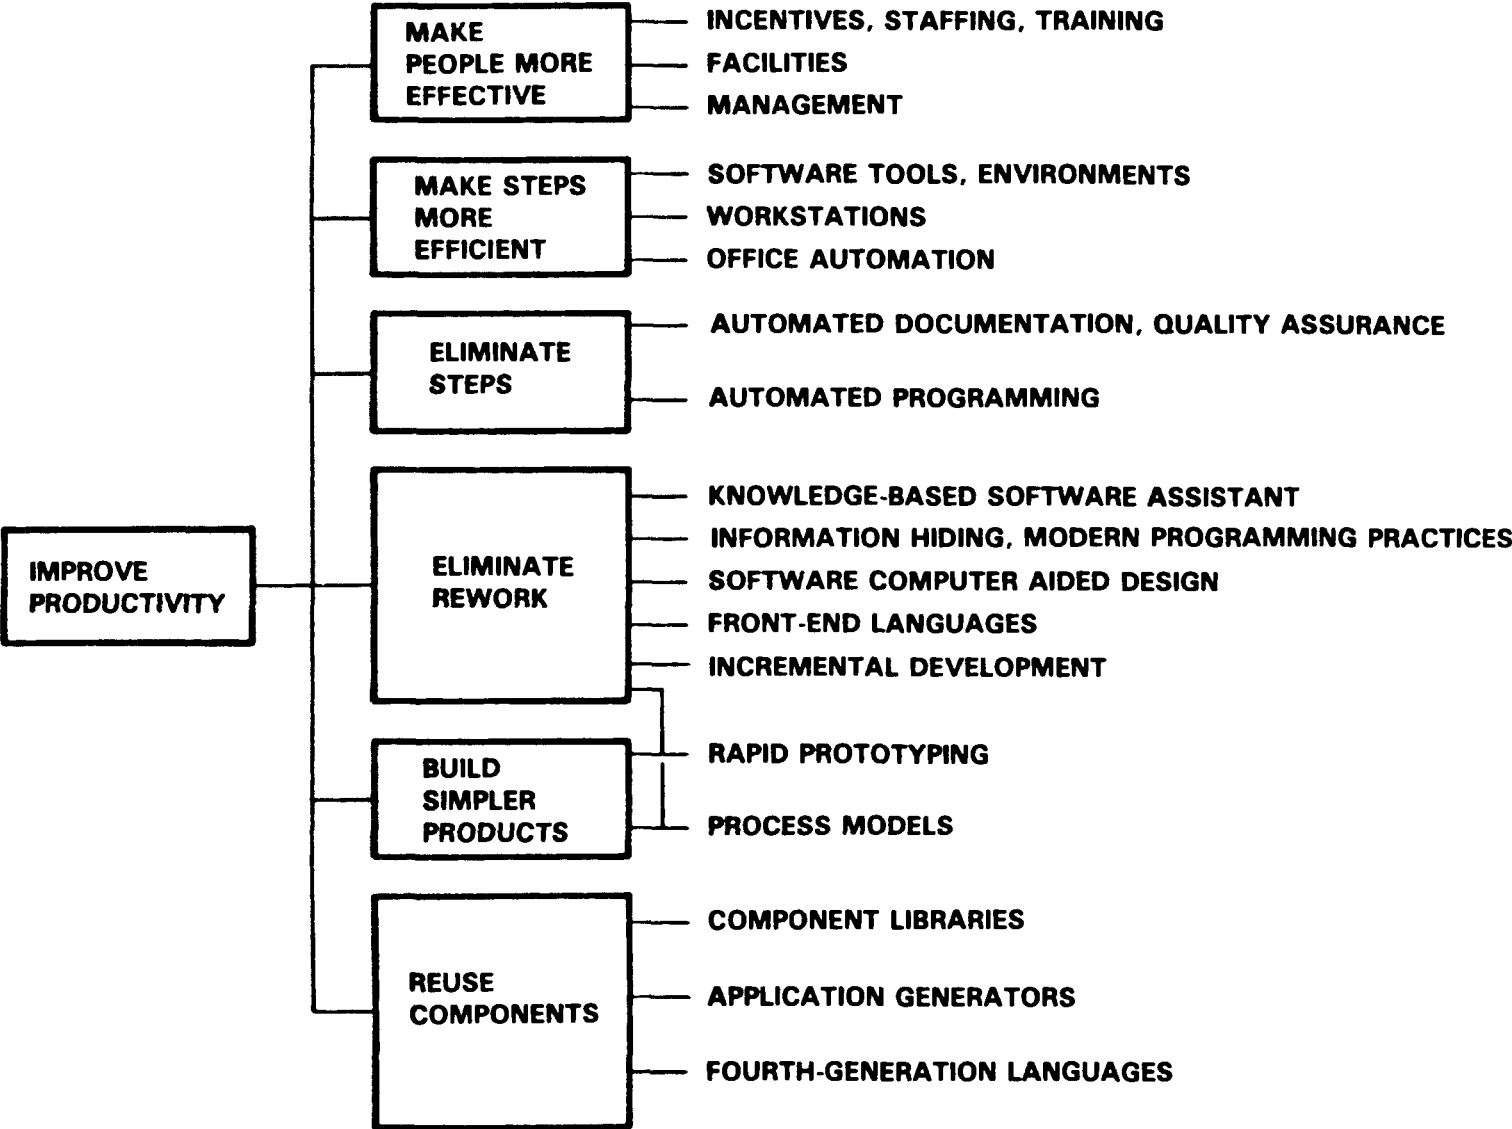 MAKE
PEOPLE MORE
EFFECTIVE
INCENTIVES, STAFFING, TRAINING
FACILITIES
MANAGEMENT
MAKE STEPS
MORE
EFFICIENT
SOFTWARE TOOLS, ENVIRONMENTS
WORKSTATIONS
OFFICE AUTOMATION
ELIMINATE
STEPS
AUTOMATED DOCUMENTATION, QUALITY ASSURANCE
AUTOMATED PROGRAMMING
IMPROVE
PRODUCTIVITY
ELIMINATE
REWORK
KNOWLEDGE-BASED SOFTWARE ASSISTANT
INFORMATION HIDING, MODERN PROGRAMMING PRACTICES
SOFTWARE COMPUTER AIDED DESIGN
FRONT-END LANGUAGES
INCREMENTAL DEVELOPMENT
BUILD
SIMPLER
PRODUCTS
RAPID PROTOTYPING
PROCESS MODELS
REUSE
COMPONENTS
COMPONENT LIBRARIES
APPLICATION GENERATORS
FOURTH-GENERATION LANGUAGES